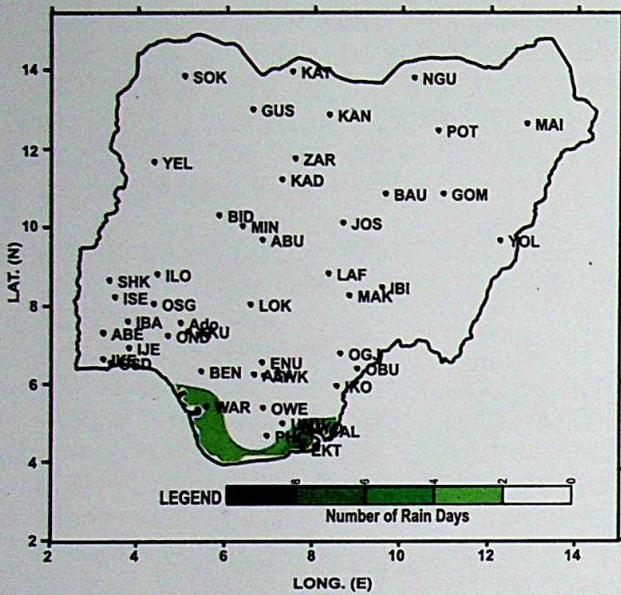 14
SOK
KAT
NGU
GUS
KAN
POT
MAI
12
YEL
ZAR
KAD
BAU
GOM
BID
MIN
JOS
10
ABU
YOL
LAT. (N)
SHK
ILO
LAF
IBI
ISE
OSG
LOK
MAK
8
IBA
Ado
ABE
OND
IJE
OGJ
ENU
OBU
BEN
AWK
IKO
6
WAR
OWE
EKT
4
LEGEND
8
6
4
2
0
Number of Rain Days
2
2
4
6
8
10
12
14
LONG. (E)